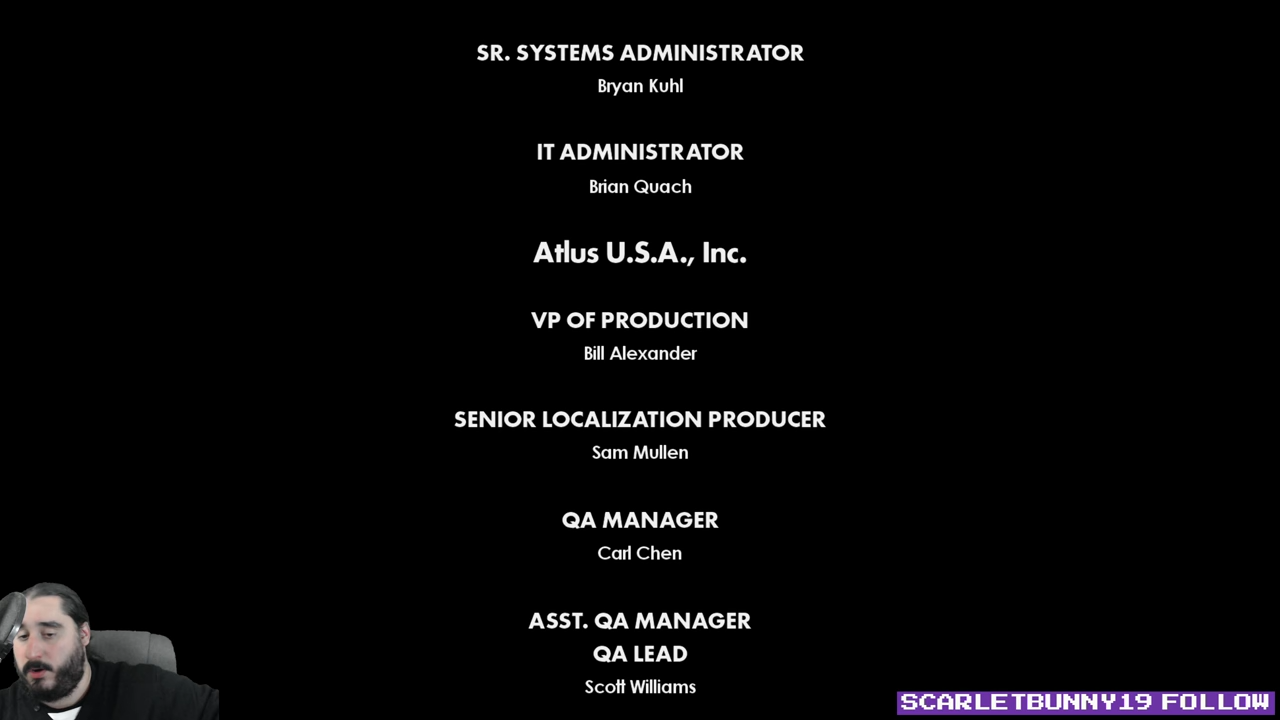 SR. SYSTEMS ADMINISTRATOR
Bryan Kuhl
IT ADMINISTRATOR
Brian Quach
Atlus U.S.A., Inc.
VP OF PRODUCTION
Bill Alexander
SENIOR LOCALIZATION PRODUCER
Sam Mullen
QA MANAGER
Carl Chen
ASST. QA MANAGER
QA LEAD
Scott Williams
SCARLETBUNNY19 FOLLOW